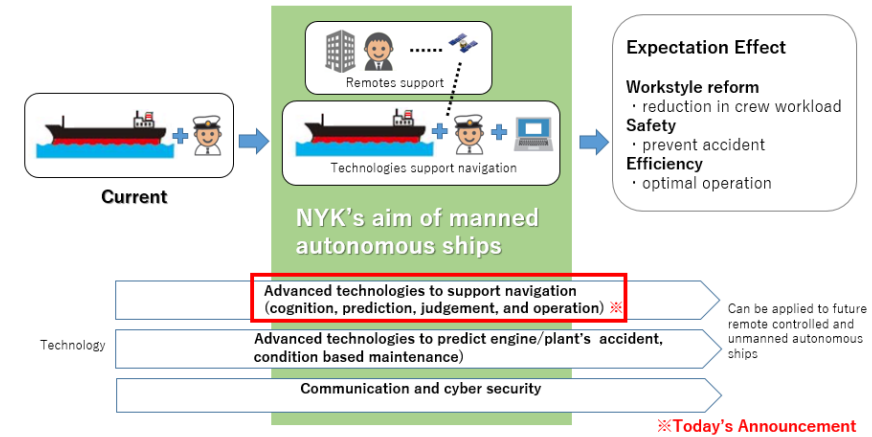 Remotes support
Technologies support navigation
Current
NYK's aim of manned
autonomous ships
Expectation Effect
Workstyle reform
・reduction in crew workload
Safety
・prevent accident
Efficiency
・optimal operation
Technology
Advanced technologies to support navigation
(cognition, prediction, judgement, and operation) ※
Advanced technologies to predict engine/plant's accident,
condition based maintenance)
Communication and cyber security
Can be applied to future
remote controlled and
unmanned autonomous
ships
※Today's Announcement